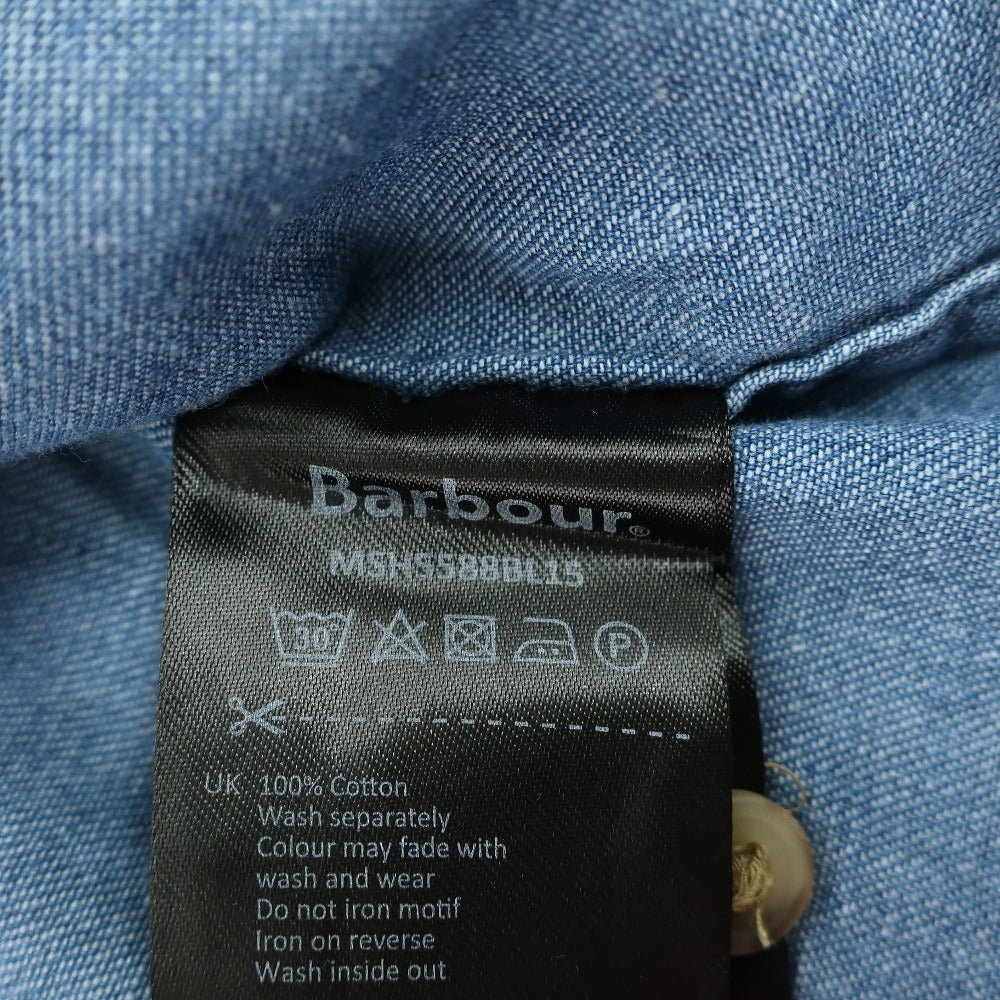 Barbour®
MSH5588BL15
30 P
UK 100% Cotton
Wash separately
Colour may fade with
wash and wear
Do not iron motif
Iron on reverse
Wash inside out